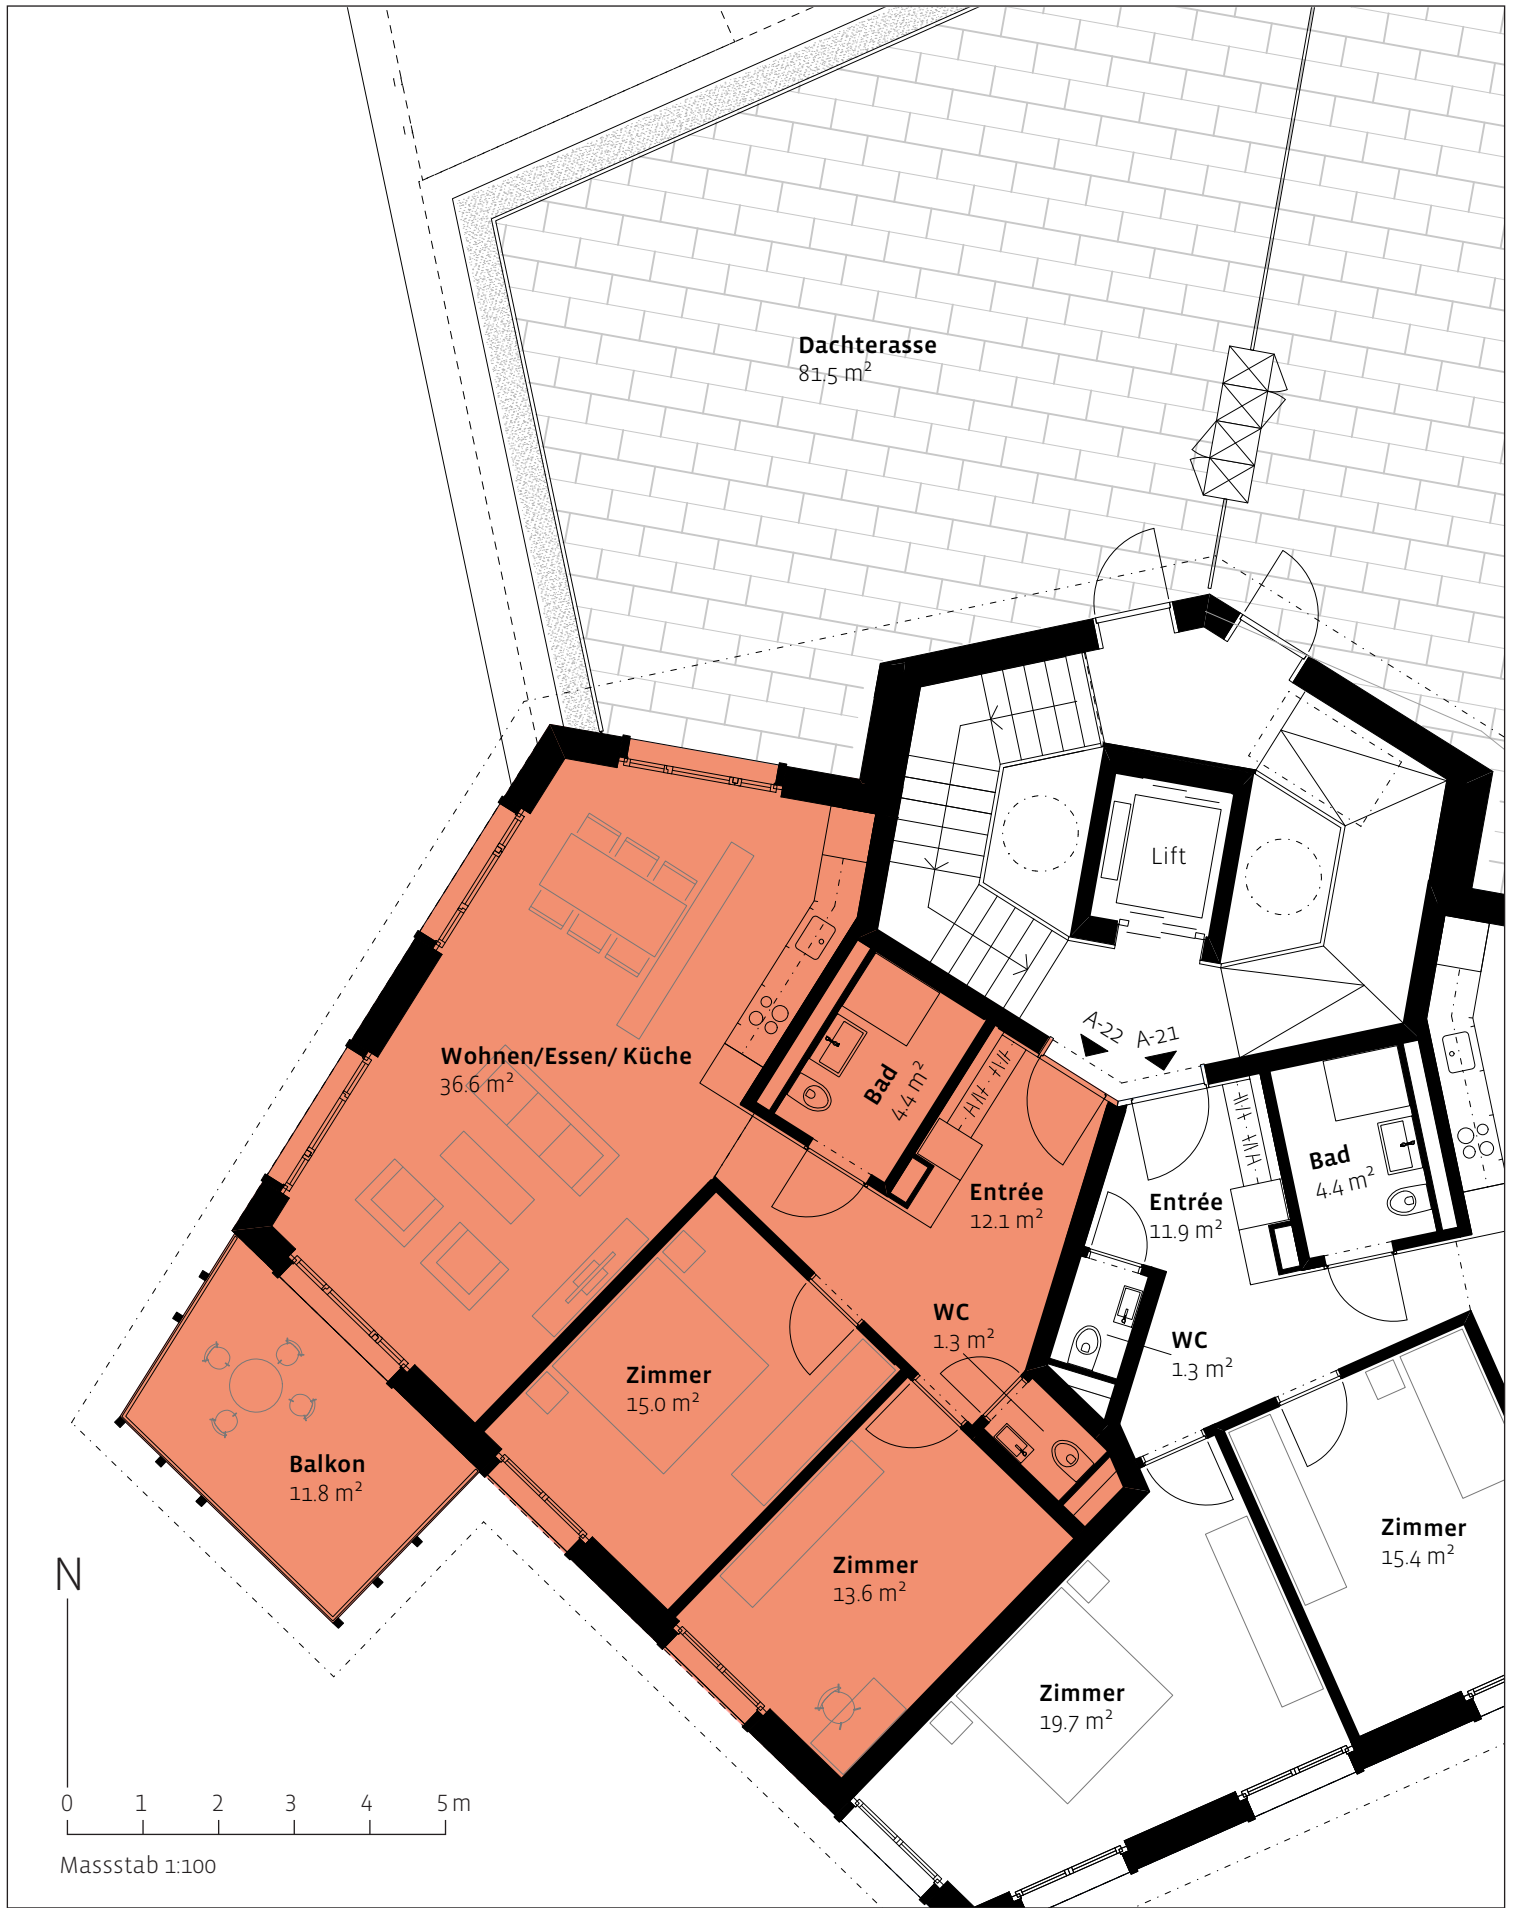 Dachterasse
81.5 m²
Lift
A-22
A-21
Wohnen/Essen/ Küche
36.6 m²
Bad
4.4 m²
Entrée
12.1 m²
Entrée
11.9 m²
Bad
4.4 m²
WC
1.3 m²
WC
1.3 m²
Zimmer
15.0 m²
Balkon
11.8 m²
Zimmer
13.6 m²
Zimmer
15.4 m²
Zimmer
19.7 m²
N
0 1 2 3 4 5 m
Massstab 1:100